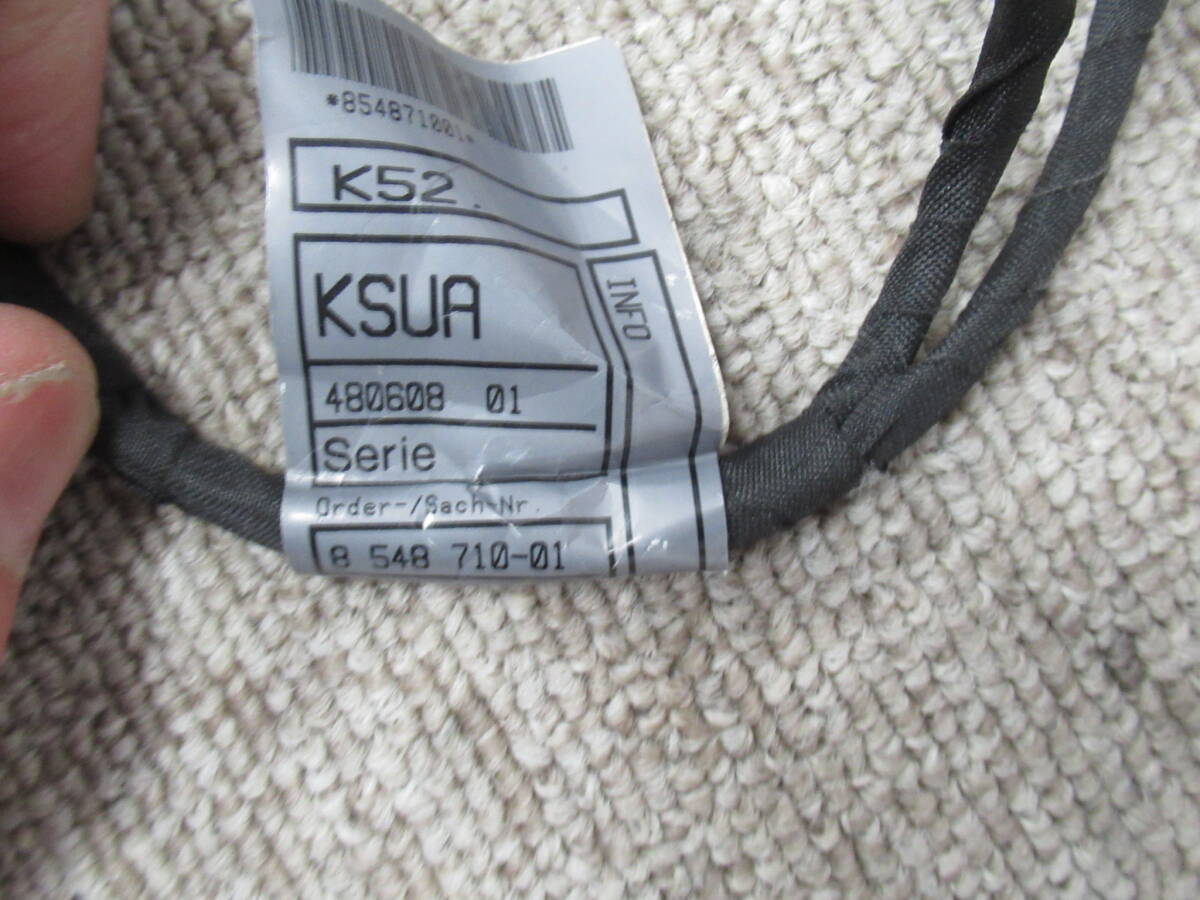 *854871001*
K52.
KSUA
INFO
480608 01
Serie
Order-/Sach-Nr.
8 548 710-01